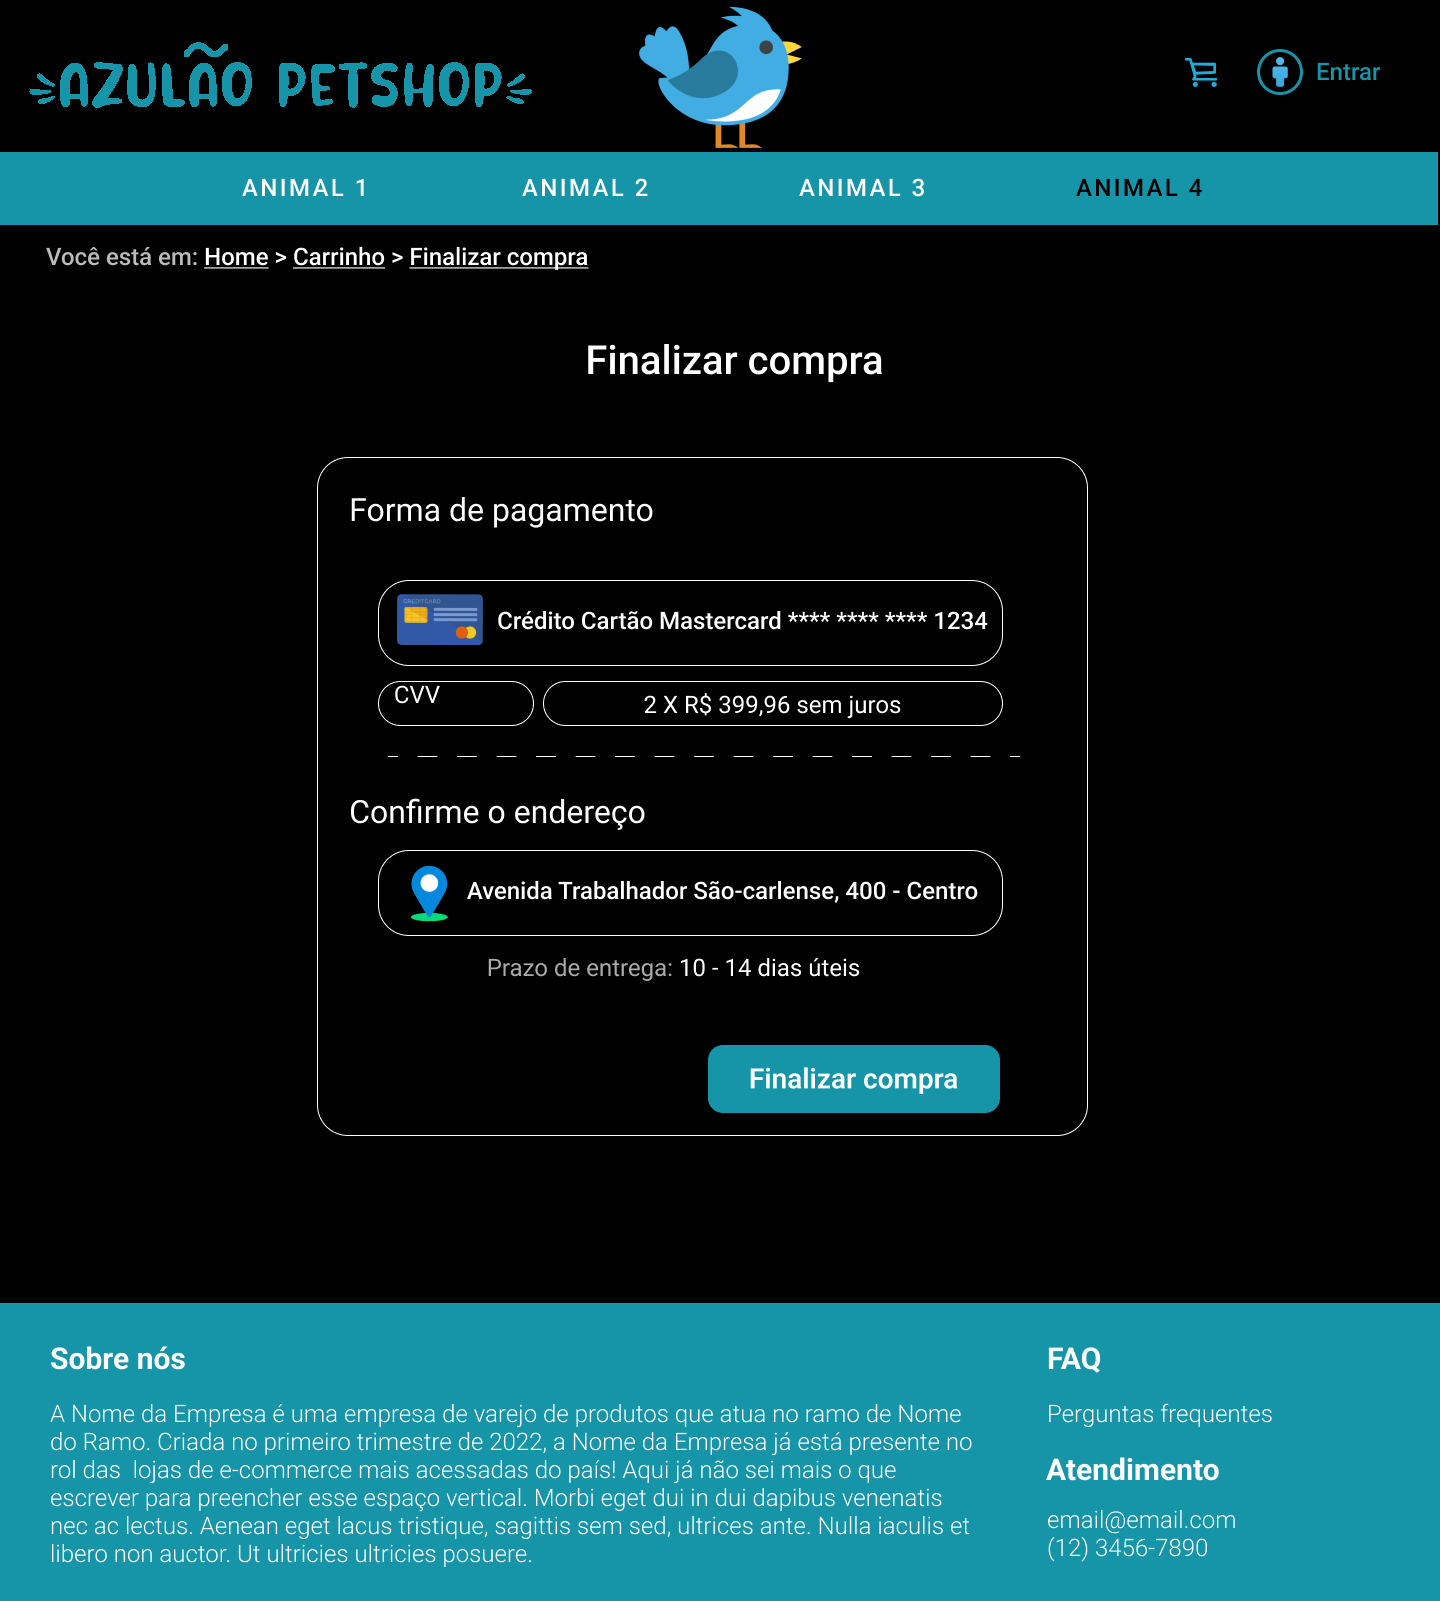 AZULÃO PETSHOP
Entrar
ANIMAL 1 ANIMAL 2 ANIMAL 3 ANIMAL 4
Você está em: Home > Carrinho > Finalizar compra
Finalizar compra
Forma de pagamento
CREDITCARD
Crédito Cartão Mastercard **** **** **** 1234
CVV
2 X R$ 399,96 sem juros
Confirme o endereço
Avenida Trabalhador São-carlense, 400 - Centro
Prazo de entrega: 10 - 14 dias úteis
Finalizar compra
Sobre nós
A Nome da Empresa é uma empresa de varejo de produtos que atua no ramo de Nome
do Ramo. Criada no primeiro trimestre de 2022, a Nome da Empresa já está presente no
rol das  lojas de e-commerce mais acessadas do país! Aqui já não sei mais o que
escrever para preencher esse espaço vertical. Morbi eget dui in dui dapibus venenatis
nec ac lectus. Aenean eget lacus tristique, sagittis sem sed, ultrices ante. Nulla iaculis et
libero non auctor. Ut ultricies ultricies posuere.
FAQ
Perguntas frequentes
Atendimento
email@email.com
(12) 3456-7890